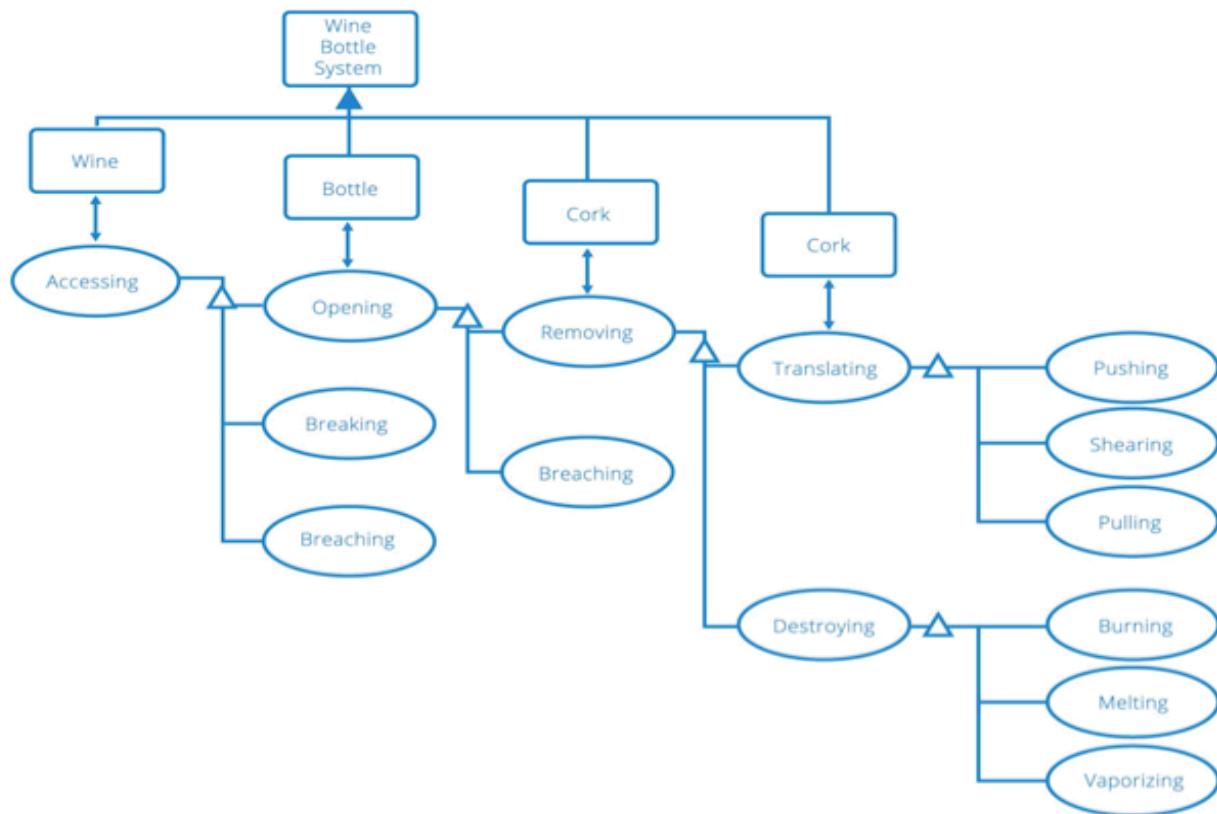 Wine
Bottle
System
Wine
Bottle
Cork
Cork
Accessing
Opening
Removing
Translating
Pushing
Breaking
Breaching
Shearing
Breaching
Pulling
Destroying
Burning
Melting
Vaporizing